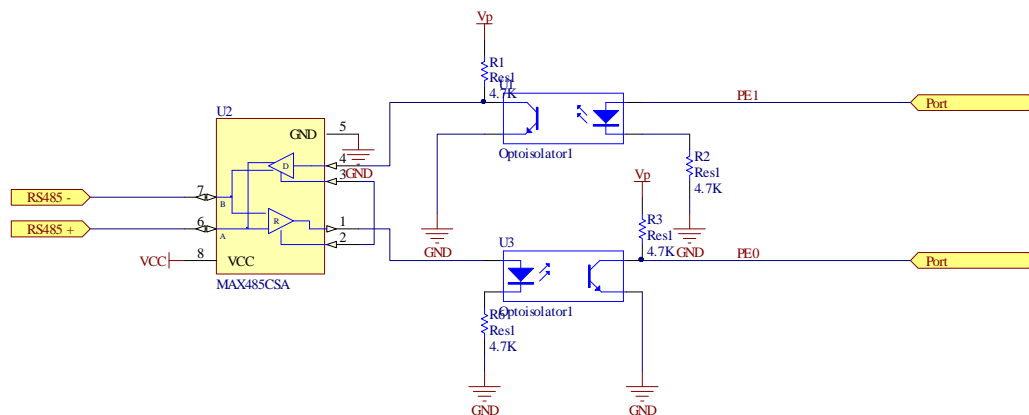 Vp
R1
Res1
4.7K
U1
PE1
Port
U2
GND
5
4
GND
3
D
Optoisolator1
R2
Res1
4.7K
RS485 -
7
B
Vp
RS485 +
6
A
R
1
2
GND
U3
R3
Res1
4.7K
GND
PE0
Port
VCC
8
VCC
MAX485CSA
Optoisolator1
Res1
4.7K
GND
GND